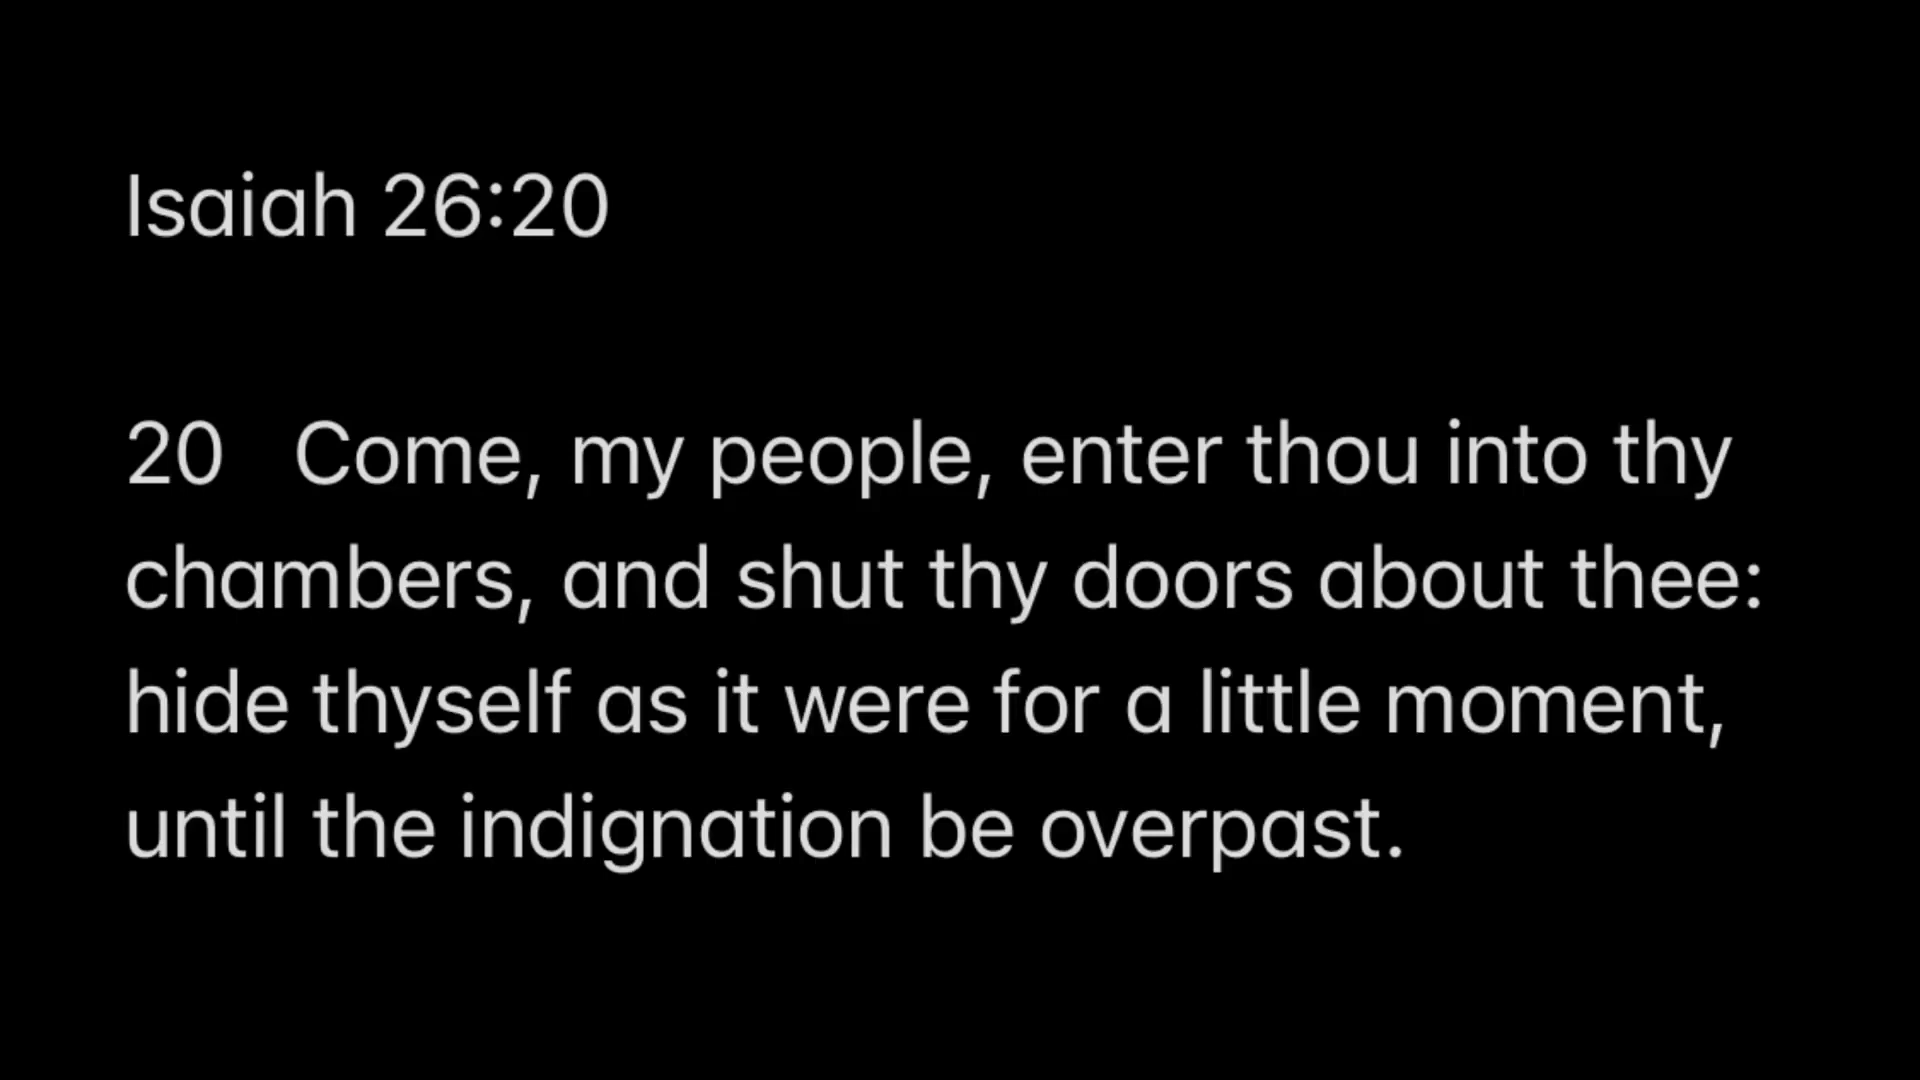 Isaiah 26:20
20 Come, my people, enter thou into thy
chambers, and shut thy doors about thee:
hide thyself as it were for a little moment,
until the indignation be overpast.